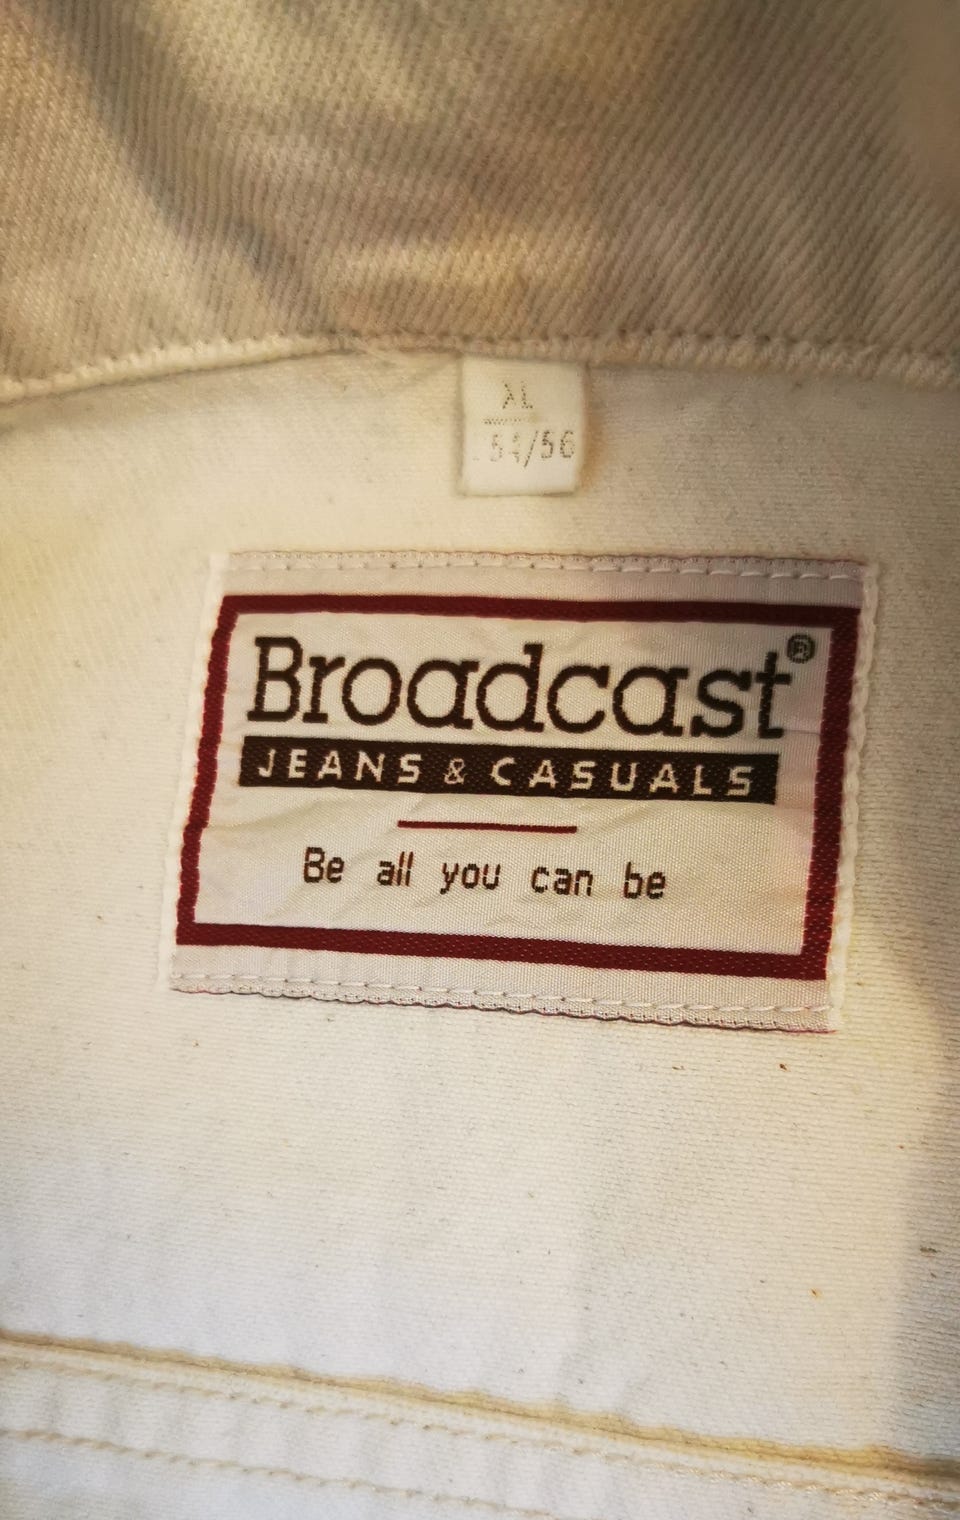 XL
54/56
Broadcast®
JEANS & CASUALS
Be all you can be